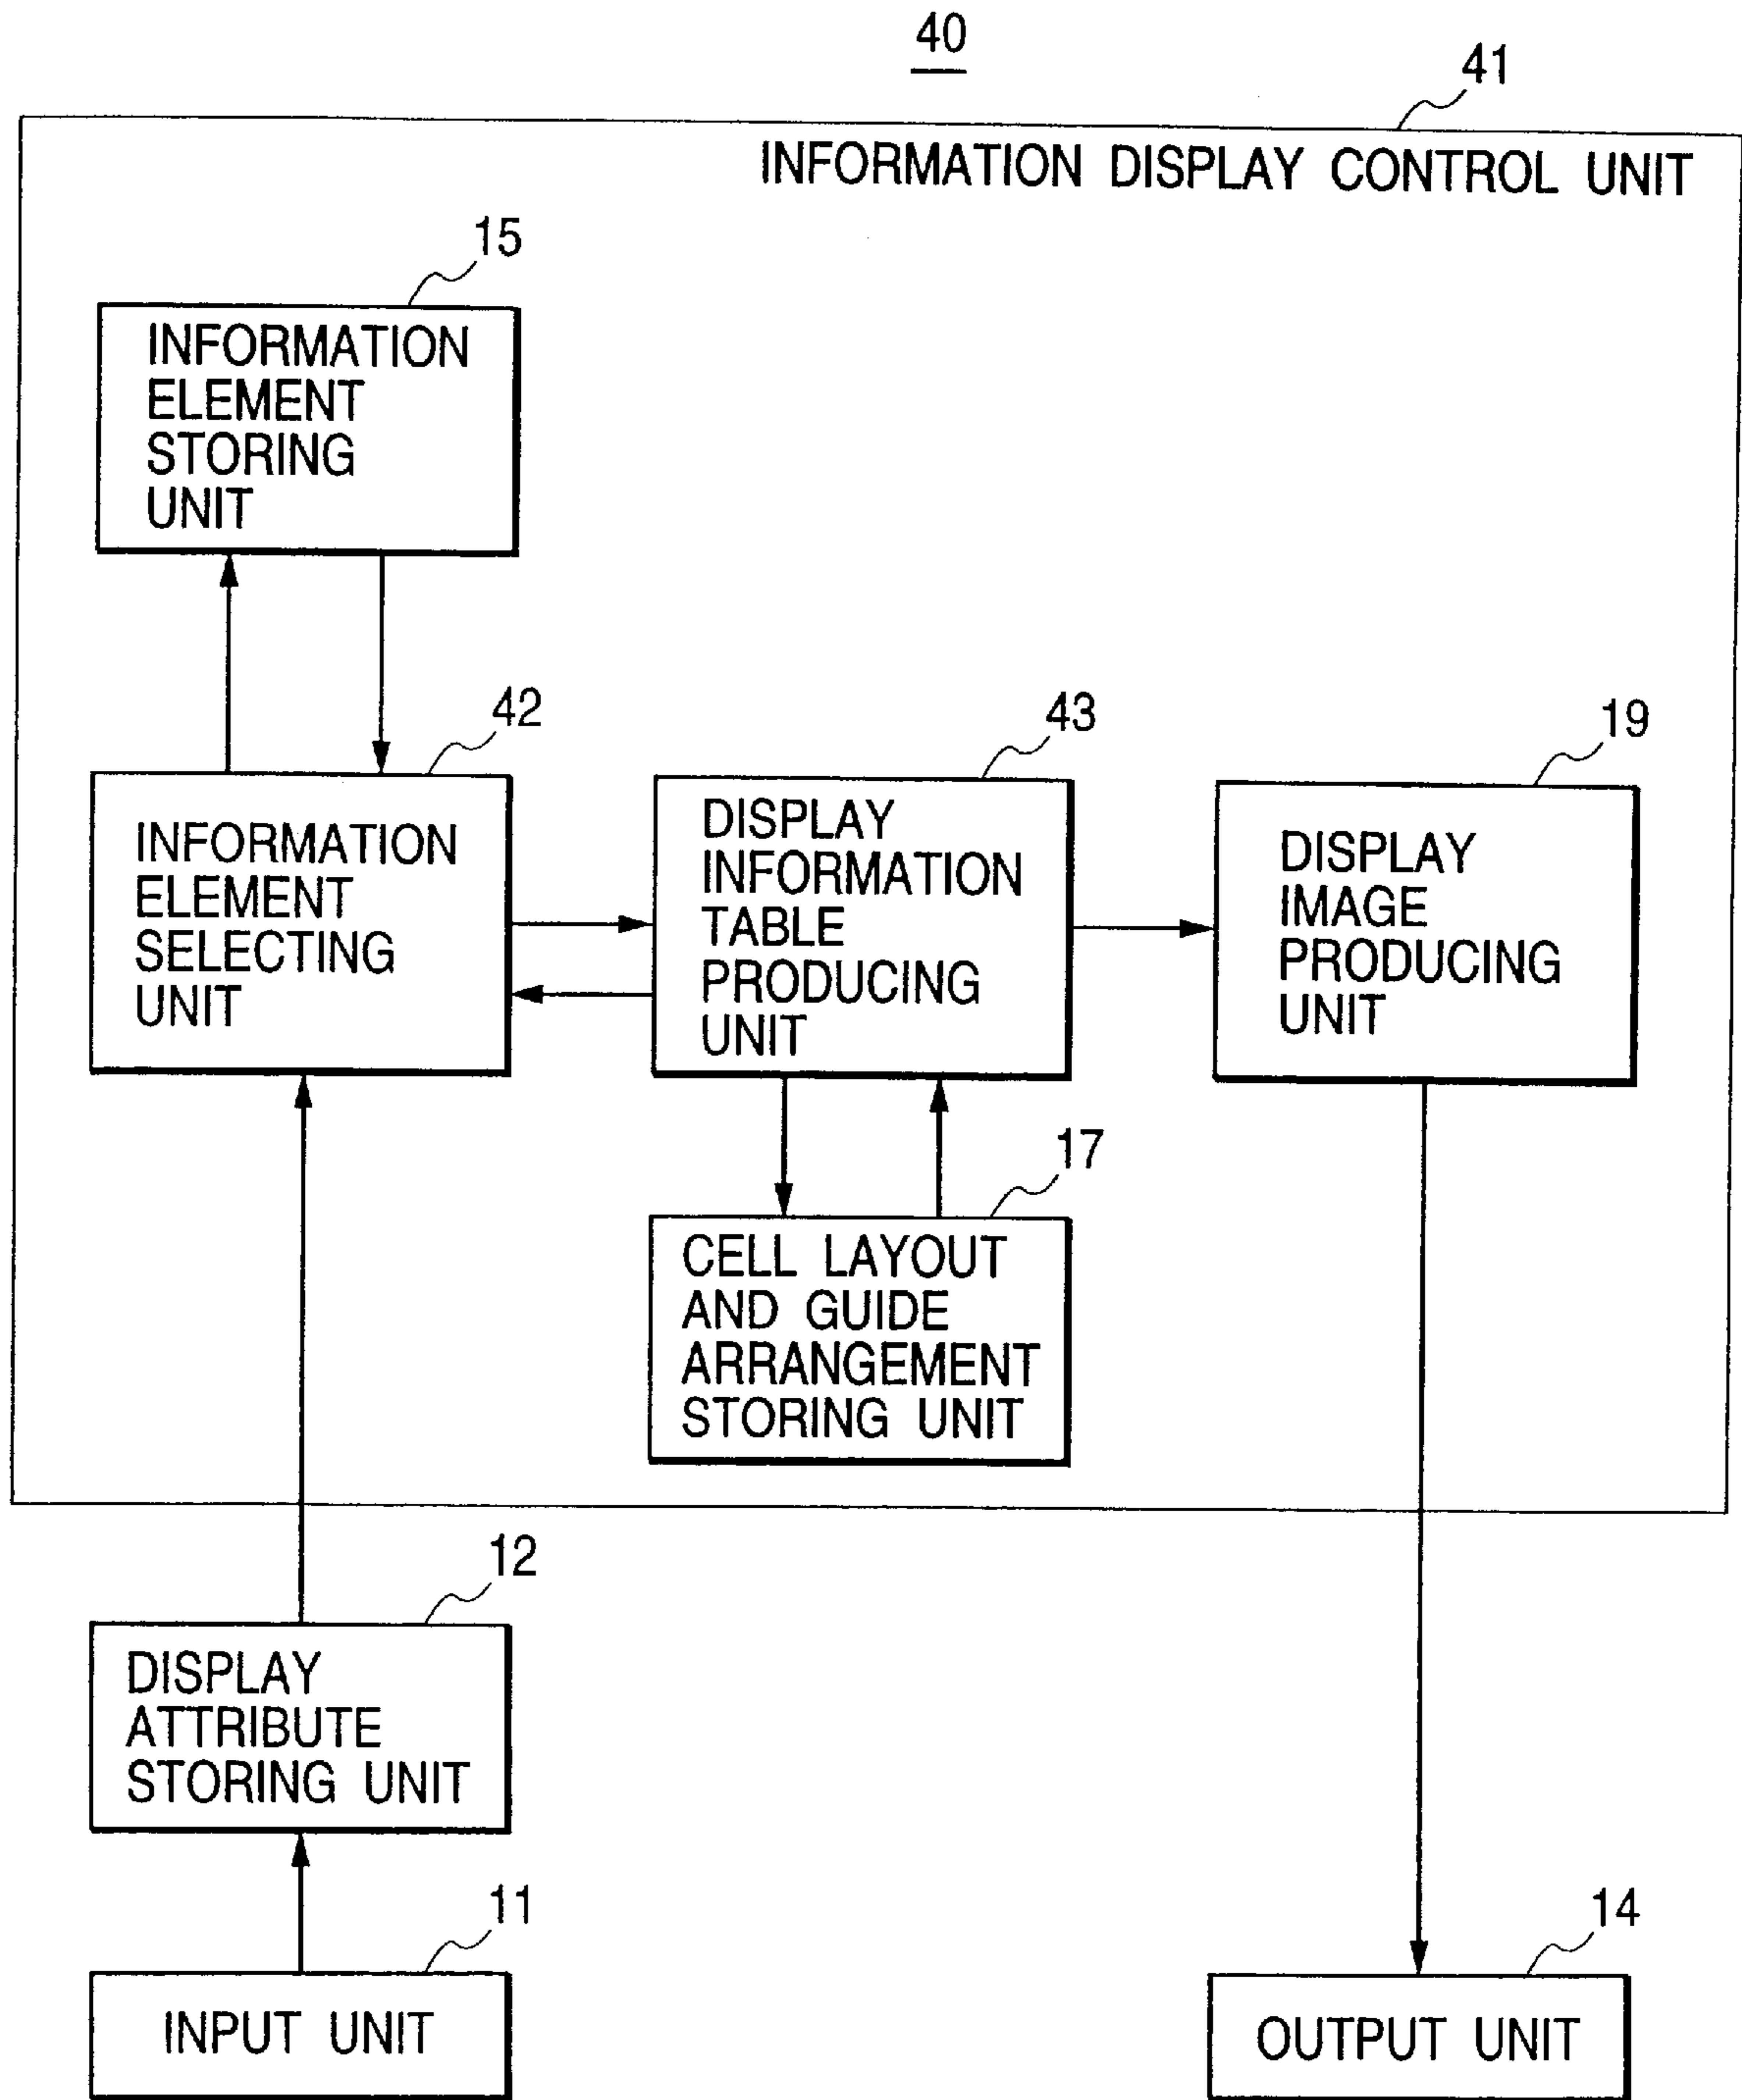 40
41
INFORMATION DISPLAY CONTROL UNIT
15
INFORMATION
ELEMENT
STORING
UNIT
42
INFORMATION
ELEMENT
SELECTING
UNIT
43
DISPLAY
INFORMATION
TABLE
PRODUCING
UNIT
19
DISPLAY
IMAGE
PRODUCING
UNIT
17
CELL LAYOUT
AND GUIDE
ARRANGEMENT
STORING UNIT
12
DISPLAY
ATTRIBUTE
STORING UNIT
11
INPUT UNIT
14
OUTPUT UNIT